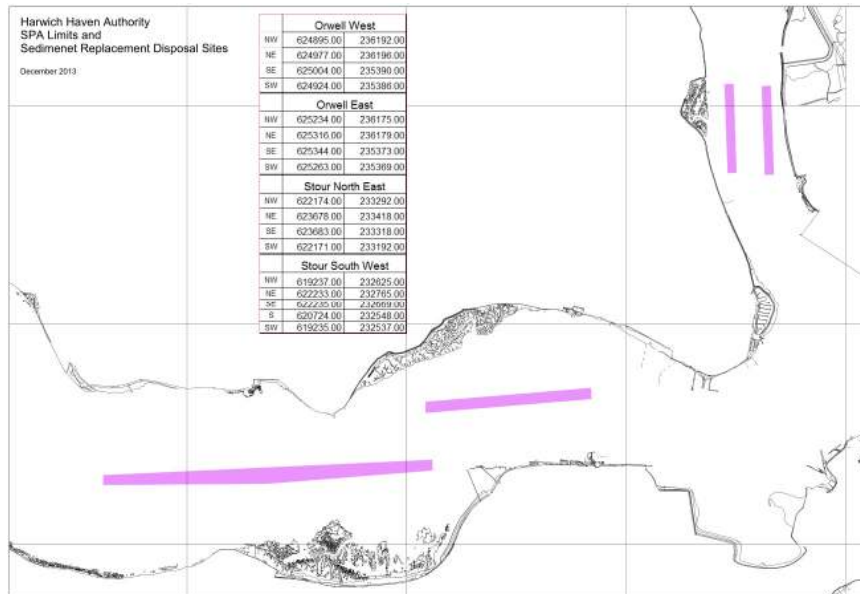 Harwich Haven Authority
SPA Limits and
Sedimenet Replacement Disposal Sites
December 2013
Orwell West
NW 624895.00 236192.00
NE 624977.00 236196.00
SE 625004.00 235390.00
SW 624924.00 235386.00
Orwell East
NW 625234.00 236175.00
NE 625316.00 236179.00
SE 625344.00 235373.00
SW 625263.00 235369.00
Stour North East
NW 622174.00 233292.00
NE 623678.00 233418.00
SE 623683.00 233318.00
SW 622171.00 233192.00
Stour South West
NW 619237.00 232625.00
NE 622233.00 232765.00
SE 622235.00 232669.00
S 620724.00 232548.00
SW 619235.00 232537.00